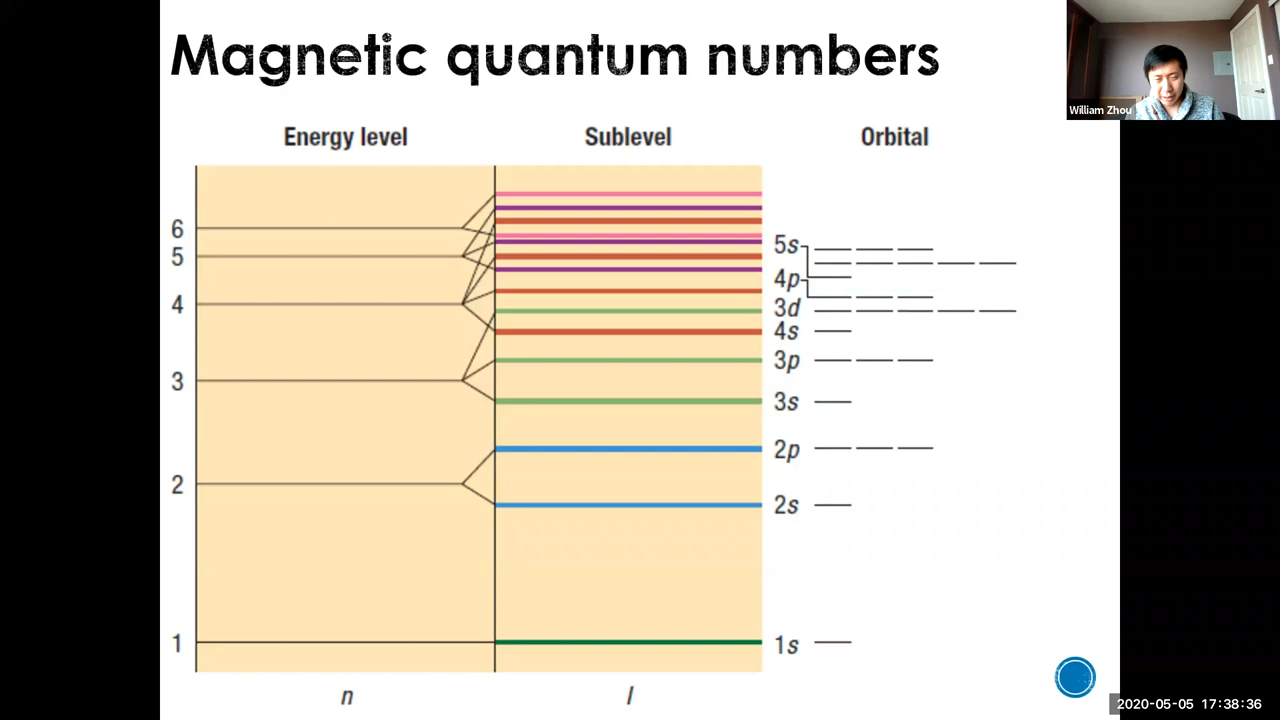 Magnetic quantum numbers
William Zhou
Energy level
Sublevel
Orbital
6
5
4
3
2
1
5s
4p
3d
4s
3p
3s
2p
2s
1s
n
l
2020-05-05 17:38:36